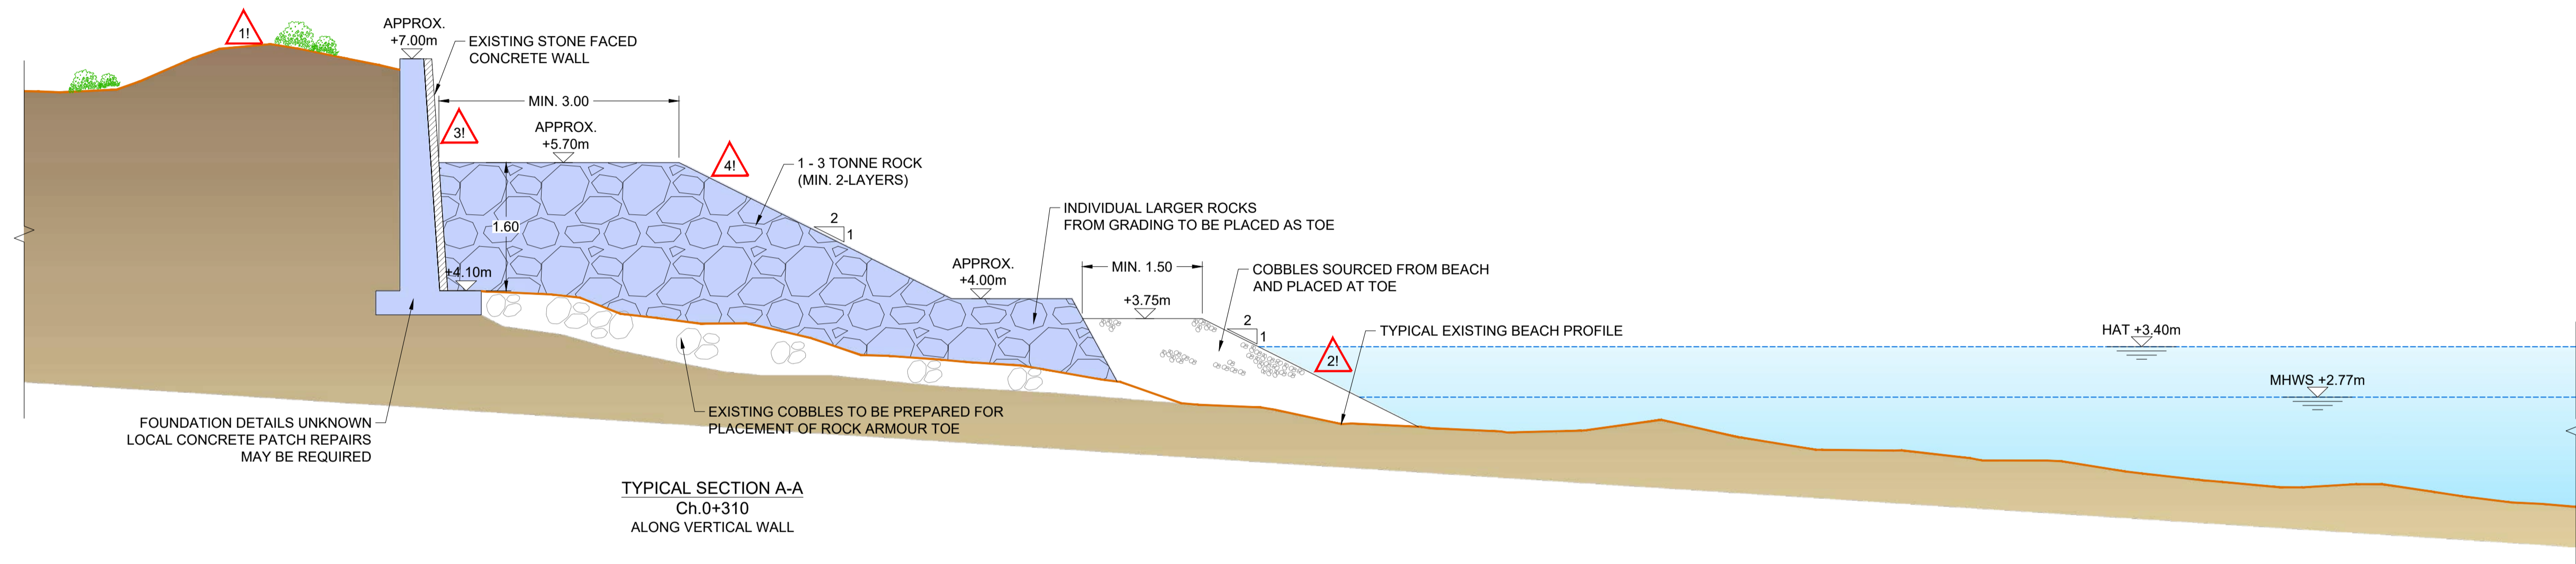 1!
APPROX.
+7.00m
EXISTING STONE FACED
CONCRETE WALL
MIN. 3.00
3!
APPROX.
+5.70m
4!
1 - 3 TONNE ROCK
(MIN. 2-LAYERS)
2
1
1.60
INDIVIDUAL LARGER ROCKS
FROM GRADING TO BE PLACED AS TOE
+4.10m
APPROX.
+4.00m
MIN. 1.50
COBBLES SOURCED FROM BEACH
AND PLACED AT TOE
+3.75m
2
1
2!
TYPICAL EXISTING BEACH PROFILE
HAT +3.40m
MHWS +2.77m
FOUNDATION DETAILS UNKNOWN
LOCAL CONCRETE PATCH REPAIRS
MAY BE REQUIRED
EXISTING COBBLES TO BE PREPARED FOR
PLACEMENT OF ROCK ARMOUR TOE
TYPICAL SECTION A-A
Ch.0+310
ALONG VERTICAL WALL